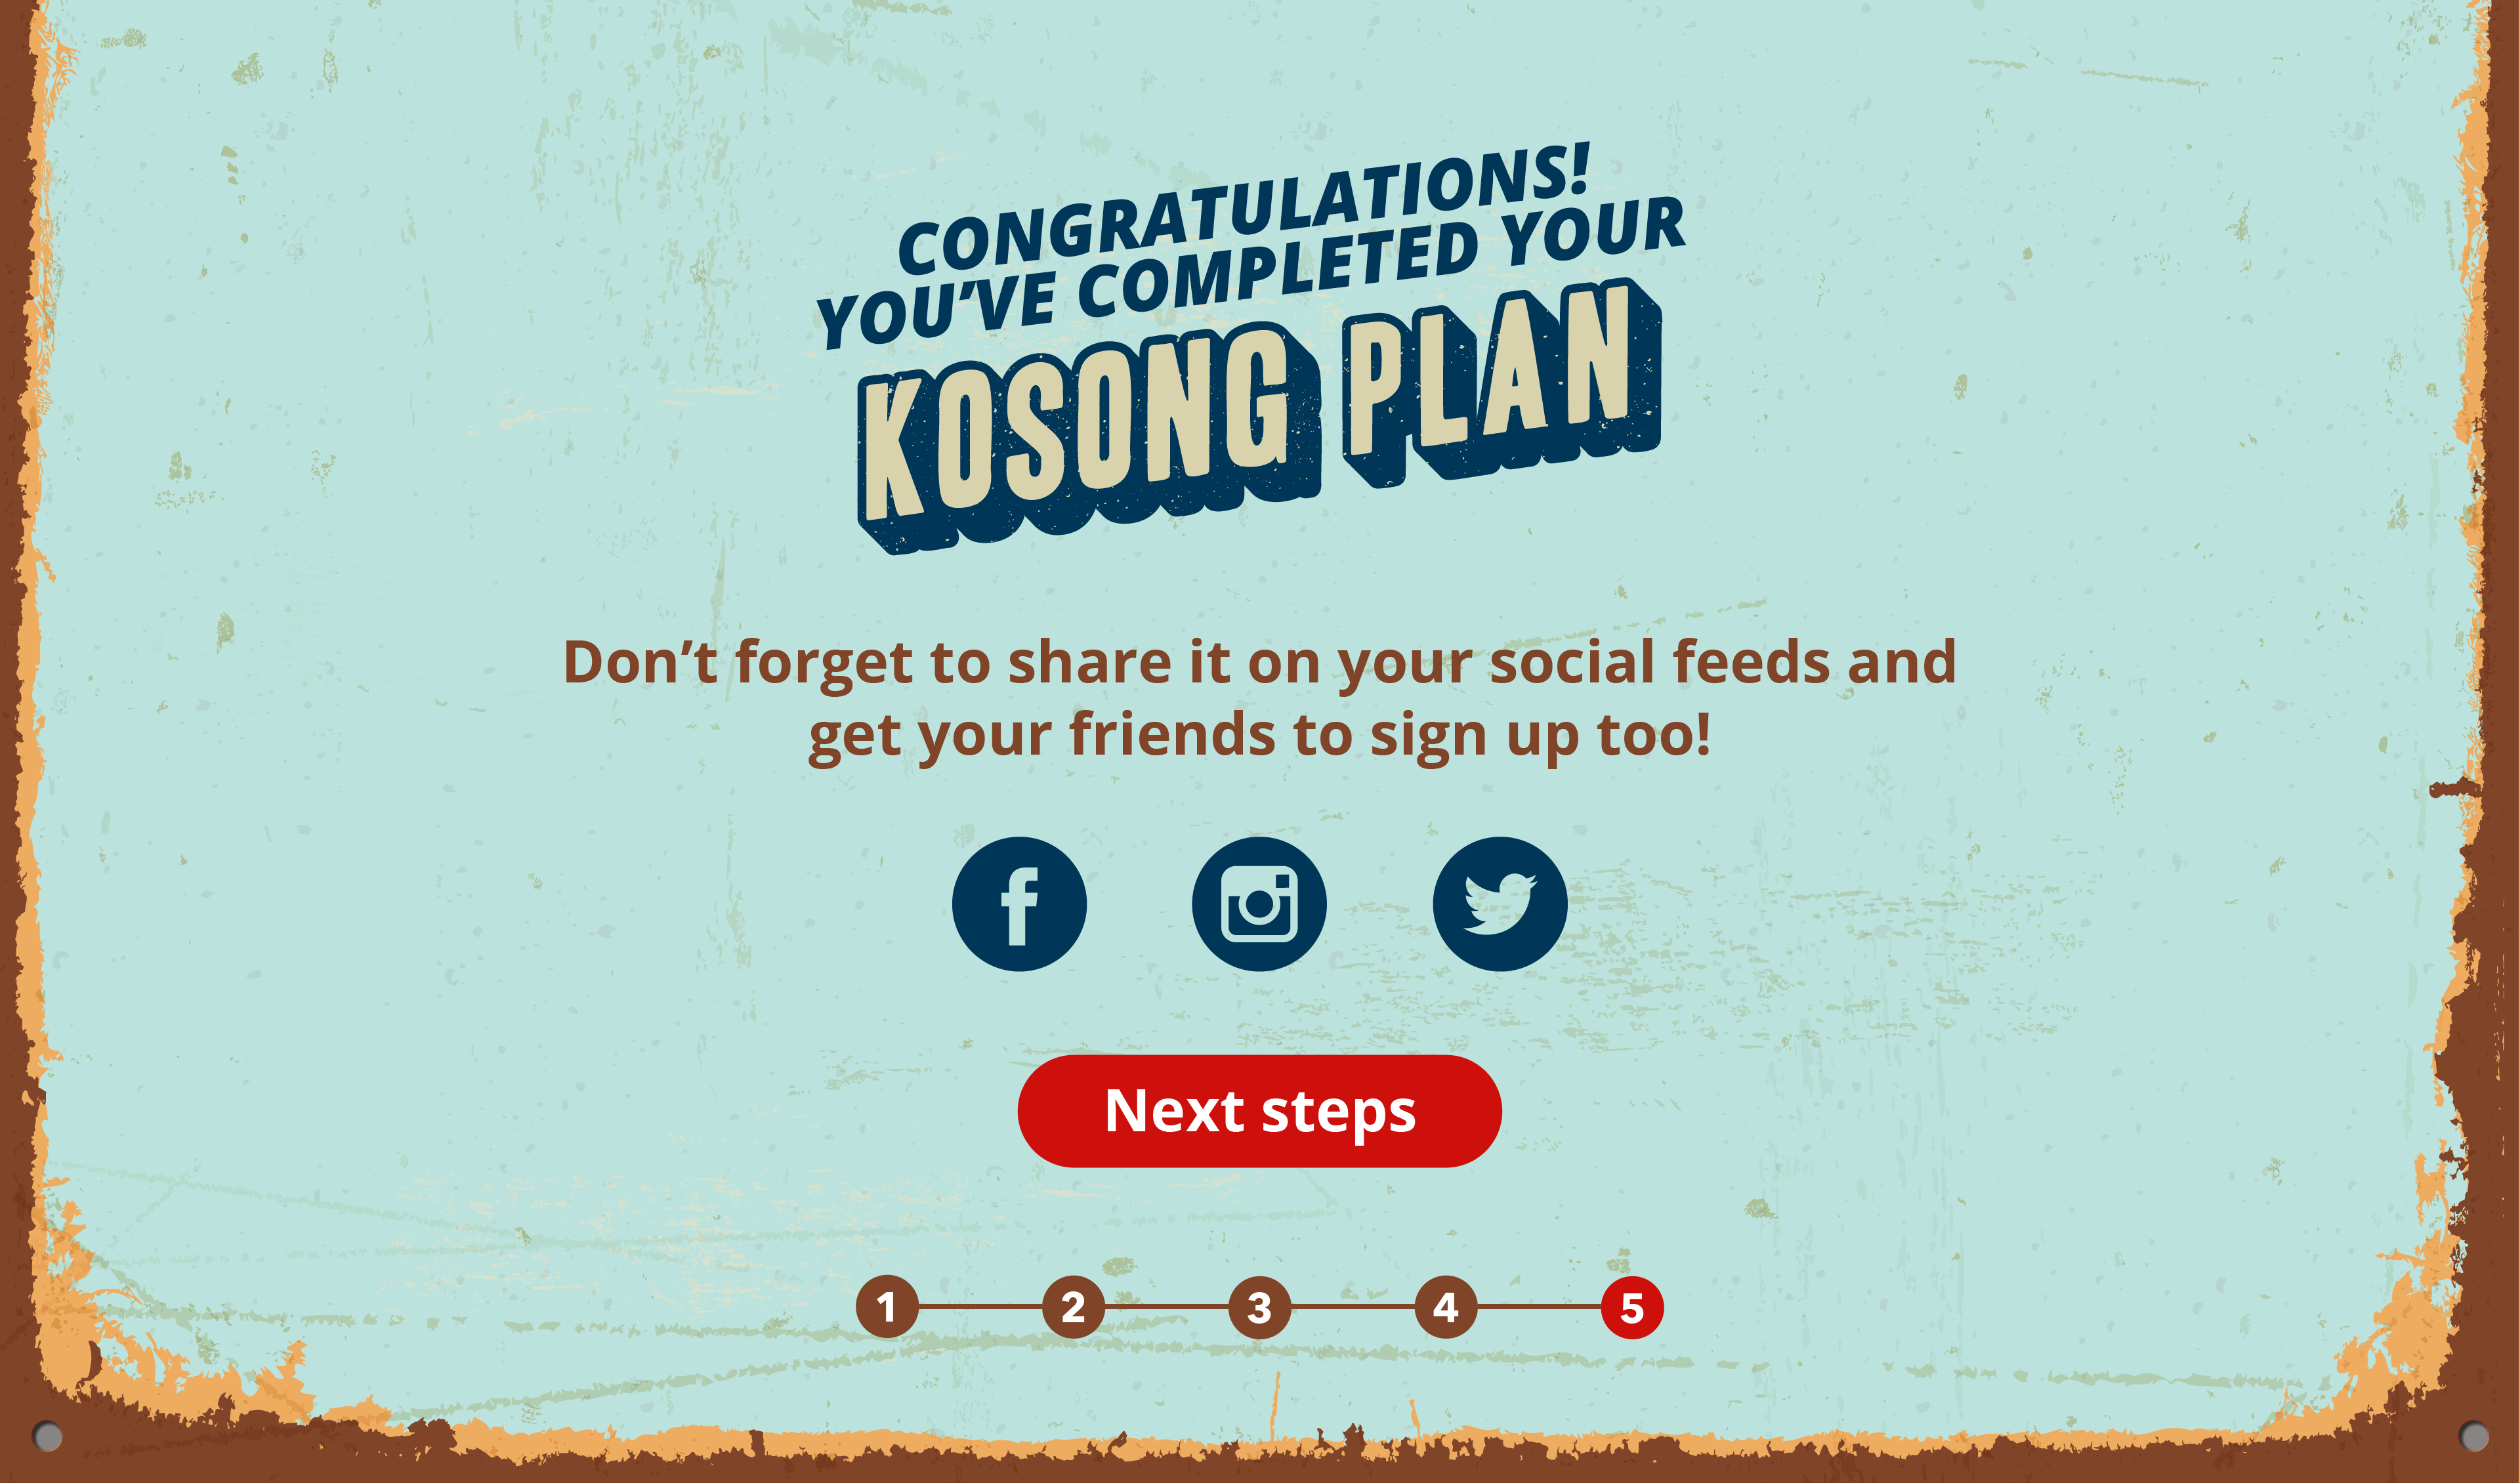 CONGRATULATIONS!
YOU’VE COMPLETED YOUR
KOSONG PLAN
Don’t forget to share it on your social feeds and
get your friends to sign up too!
Next steps
1 2 3 4 5